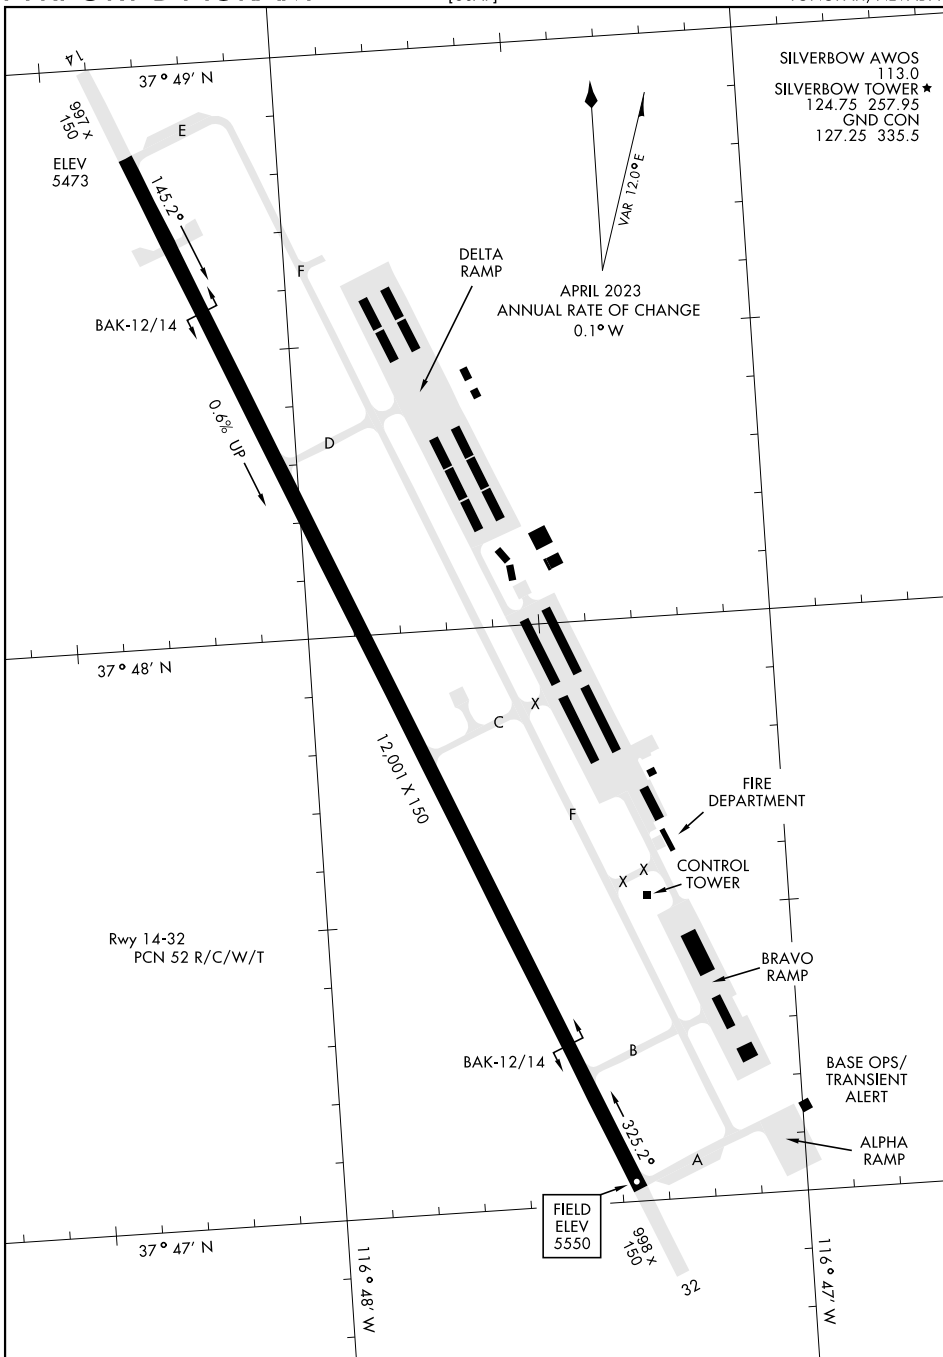 14
37° 49' N
SILVERBOW AWOS
113.0
SILVERBOW TOWER ★
124.75 257.95
GND CON
127.25 335.5
997 x
150
E
ELEV
5473
VAR 12.0° E
145.2°
F
DELTA
RAMP
APRIL 2023
ANNUAL RATE OF CHANGE
0.1° W
BAK-12/14
0.6% UP
D
37° 48' N
X
C
12,001 X 150
F
FIRE
DEPARTMENT
CONTROL
TOWER
X X
Rwy 14-32
PCN 52 R/C/W/T
BRAVO
RAMP
BAK-12/14
B
BASE OPS/
TRANSIENT
ALERT
325.2°
A
ALPHA
RAMP
FIELD
ELEV
5550
998 x
150
37° 47' N
116° 48' W
32
116° 47' W